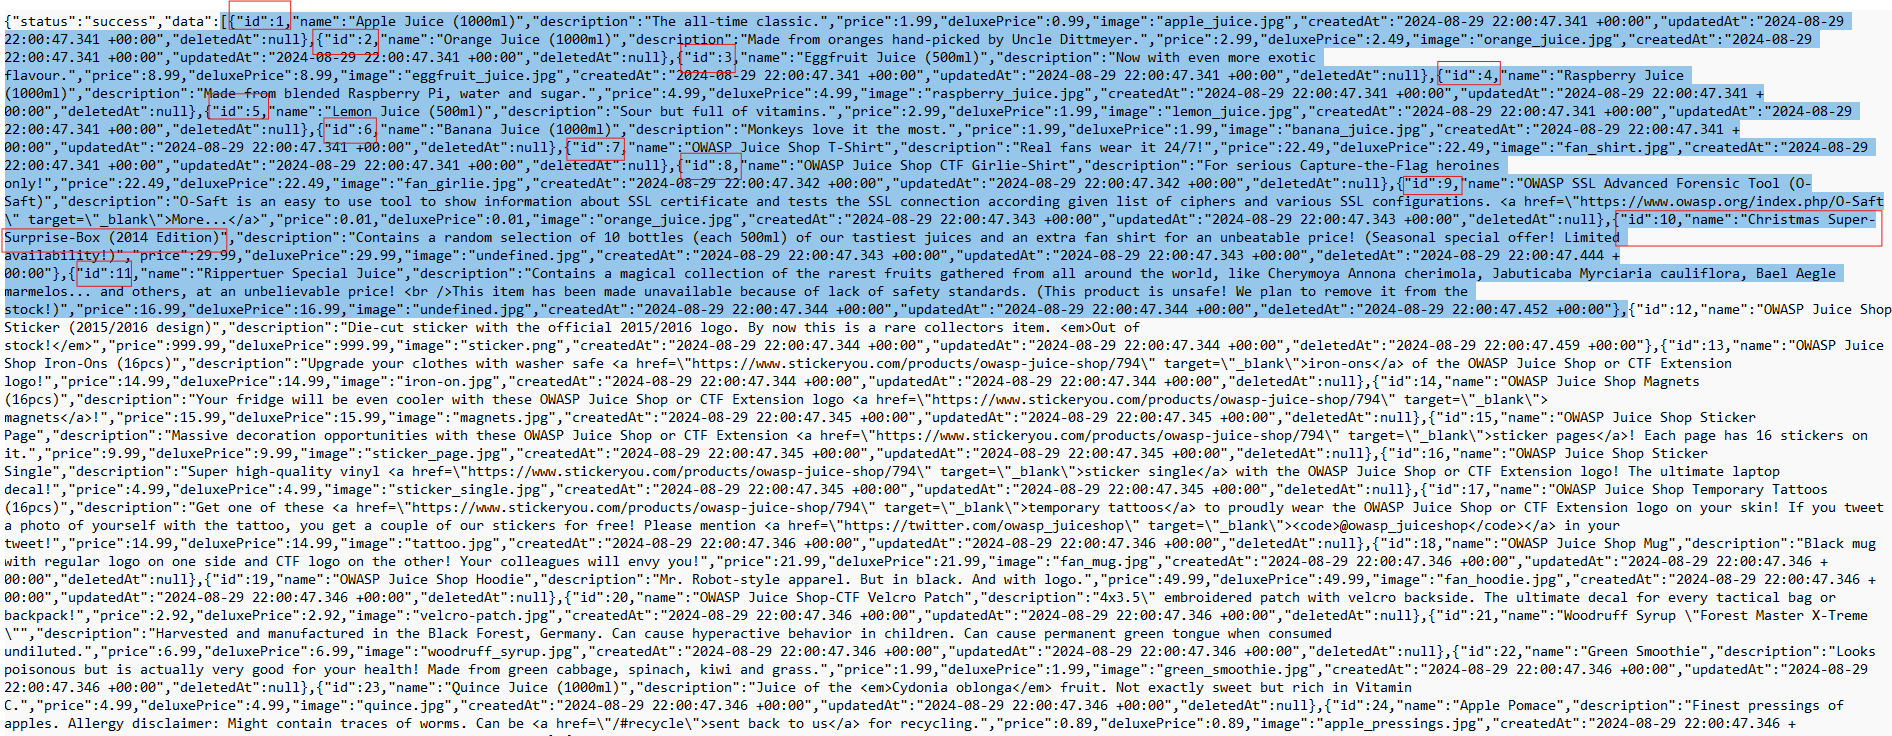 {"status":"success","data":[{"id":1,"name":"Apple Juice (1000ml)","description":"The all-time classic.","price":1.99,"deluxePrice":0.99,"image":"apple_juice.jpg","createdAt":"2024-08-29 22:00:47.341 +00:00","updatedAt":"2024-08-29
22:00:47.341 +00:00","deletedAt":null},{"id":2,"name":"Orange Juice (1000ml)","description":"Made from oranges hand-picked by Uncle Dittmeyer.","price":2.99,"deluxePrice":2.49,"image":"orange_juice.jpg","createdAt":"2024-08-29
22:00:47.341 +00:00","updatedAt":"2024-08-29 22:00:47.341 +00:00","deletedAt":null},{"id":3,"name":"Eggfruit Juice (500ml)","description":"Now with even more exotic
flavour.","price":8.99,"deluxePrice":8.99,"image":"eggfruit_juice.jpg","createdAt":"2024-08-29 22:00:47.341 +00:00","updatedAt":"2024-08-29 22:00:47.341 +00:00","deletedAt":null},{"id":4,"name":"Raspberry Juice
(1000ml)","description":"Made from blended Raspberry Pi, water and sugar.","price":4.99,"deluxePrice":4.99,"image":"raspberry_juice.jpg","createdAt":"2024-08-29 22:00:47.341 +00:00","updatedAt":"2024-08-29 22:00:47.341 +
00:00","deletedAt":null},{"id":5,"name":"Lemon Juice (500ml)","description":"Sour but full of vitamins.","price":2.99,"deluxePrice":1.99,"image":"lemon_juice.jpg","createdAt":"2024-08-29 22:00:47.341 +00:00","updatedAt":"2024-08-29
22:00:47.341 +00:00","deletedAt":null},{"id":6,"name":"Banana Juice (1000ml)","description":"Monkeys love it the most.","price":1.99,"deluxePrice":1.99,"image":"banana_juice.jpg","createdAt":"2024-08-29 22:00:47.341 +
00:00","updatedAt":"2024-08-29 22:00:47.341 +00:00","deletedAt":null},{"id":7,"name":"OWASP Juice Shop T-Shirt","description":"Real fans wear it 24/7!","price":22.49,"deluxePrice":22.49,"image":"fan_shirt.jpg","createdAt":"2024-08-29
22:00:47.341 +00:00","updatedAt":"2024-08-29 22:00:47.341 +00:00","deletedAt":null},{"id":8,"name":"OWASP Juice Shop CTF Girlie-Shirt","description":"For serious Capture-the-Flag heroines
only!","price":22.49,"deluxePrice":22.49,"image":"fan_girlie.jpg","createdAt":"2024-08-29 22:00:47.342 +00:00","updatedAt":"2024-08-29 22:00:47.342 +00:00","deletedAt":null},{"id":9,"name":"OWASP SSL Advanced Forensic Tool (O-
Saft)","description":"O-Saft is an easy to use tool to show information about SSL certificate and tests the SSL connection according given list of ciphers and various SSL configurations. <a href=\"https://www.owasp.org/index.php/O-Saft
\" target=\"_blank\">More...</a>","price":0.01,"deluxePrice":0.01,"image":"orange_juice.jpg","createdAt":"2024-08-29 22:00:47.343 +00:00","updatedAt":"2024-08-29 22:00:47.343 +00:00","deletedAt":null},{"id":10,"name":"Christmas Super-
Surprise-Box (2014 Edition)","description":"Contains a random selection of 10 bottles (each 500ml) of our tastiest juices and an extra fan shirt for an unbeatable price! (Seasonal special offer! Limited
availability!)","price":29.99,"deluxePrice":29.99,"image":"undefined.jpg","createdAt":"2024-08-29 22:00:47.343 +00:00","updatedAt":"2024-08-29 22:00:47.343 +00:00","deletedAt":"2024-08-29 22:00:47.444 +
00:00"},{"id":11,"name":"Rippertuer Special Juice","description":"Contains a magical collection of the rarest fruits gathered from all around the world, like Cherymoya Annona cherimola, Jabuticaba Myrciaria cauliflora, Bael Aegle
marmelos... and others, at an unbelievable price! <br />This item has been made unavailable because of lack of safety standards. (This product is unsafe! We plan to remove it from the
stock!)","price":16.99,"deluxePrice":16.99,"image":"undefined.jpg","createdAt":"2024-08-29 22:00:47.344 +00:00","updatedAt":"2024-08-29 22:00:47.344 +00:00","deletedAt":"2024-08-29 22:00:47.452 +00:00"},{"id":12,"name":"OWASP Juice Shop
Sticker (2015/2016 design)","description":"Die-cut sticker with the official 2015/2016 logo. By now this is a rare collectors item. <em>Out of
stock!</em>","price":999.99,"deluxePrice":999.99,"image":"sticker.png","createdAt":"2024-08-29 22:00:47.344 +00:00","updatedAt":"2024-08-29 22:00:47.344 +00:00","deletedAt":"2024-08-29 22:00:47.459 +00:00"},{"id":13,"name":"OWASP Juice
Shop Iron-Ons (16pcs)","description":"Upgrade your clothes with washer safe <a href=\"https://www.stickeryou.com/products/owasp-juice-shop/794\" target=\"_blank\">iron-ons</a> of the OWASP Juice Shop or CTF Extension
logo!","price":14.99,"deluxePrice":14.99,"image":"iron-on.jpg","createdAt":"2024-08-29 22:00:47.344 +00:00","updatedAt":"2024-08-29 22:00:47.344 +00:00","deletedAt":null},{"id":14,"name":"OWASP Juice Shop Magnets
(16pcs)","description":"Your fridge will be even cooler with these OWASP Juice Shop or CTF Extension logo <a href=\"https://www.stickeryou.com/products/owasp-juice-shop/794\" target=\"_blank\">
magnets</a>!","price":15.99,"deluxePrice":15.99,"image":"magnets.jpg","createdAt":"2024-08-29 22:00:47.345 +00:00","updatedAt":"2024-08-29 22:00:47.345 +00:00","deletedAt":null},{"id":15,"name":"OWASP Juice Shop Sticker
Page","description":"Massive decoration opportunities with these OWASP Juice Shop or CTF Extension <a href=\"https://www.stickeryou.com/products/owasp-juice-shop/794\" target=\"_blank\">sticker pages</a>! Each page has 16 stickers on
it.","price":9.99,"deluxePrice":9.99,"image":"sticker_page.jpg","createdAt":"2024-08-29 22:00:47.345 +00:00","updatedAt":"2024-08-29 22:00:47.345 +00:00","deletedAt":null},{"id":16,"name":"OWASP Juice Shop Sticker
Single","description":"Super high-quality vinyl <a href=\"https://www.stickeryou.com/products/owasp-juice-shop/794\" target=\"_blank\">sticker single</a> with the OWASP Juice Shop or CTF Extension logo! The ultimate laptop
decal!","price":4.99,"deluxePrice":4.99,"image":"sticker_single.jpg","createdAt":"2024-08-29 22:00:47.345 +00:00","updatedAt":"2024-08-29 22:00:47.345 +00:00","deletedAt":null},{"id":17,"name":"OWASP Juice Shop Temporary Tattoos
(16pcs)","description":"Get one of these <a href=\"https://www.stickeryou.com/products/owasp-juice-shop/794\" target=\"_blank\">temporary tattoos</a> to proudly wear the OWASP Juice Shop or CTF Extension logo on your skin! If you tweet
a photo of yourself with the tattoo, you get a couple of our stickers for free! Please mention <a href=\"https://twitter.com/owasp_juiceshop\" target=\"_blank\"><code>@owasp_juiceshop</code></a> in your
tweet!","price":14.99,"deluxePrice":14.99,"image":"tattoo.jpg","createdAt":"2024-08-29 22:00:47.346 +00:00","updatedAt":"2024-08-29 22:00:47.346 +00:00","deletedAt":null},{"id":18,"name":"OWASP Juice Shop Mug","description":"Black mug
with regular logo on one side and CTF logo on the other! Your colleagues will envy you!","price":21.99,"deluxePrice":21.99,"image":"fan_mug.jpg","createdAt":"2024-08-29 22:00:47.346 +00:00","updatedAt":"2024-08-29 22:00:47.346 +
00:00","deletedAt":null},{"id":19,"name":"OWASP Juice Shop Hoodie","description":"Mr. Robot-style apparel. But in black. And with logo.","price":49.99,"deluxePrice":49.99,"image":"fan_hoodie.jpg","createdAt":"2024-08-29 22:00:47.346 +
00:00","updatedAt":"2024-08-29 22:00:47.346 +00:00","deletedAt":null},{"id":20,"name":"OWASP Juice Shop-CTF Velcro Patch","description":"4x3.5\" embroidered patch with velcro backside. The ultimate decal for every tactical bag or
backpack!","price":2.92,"deluxePrice":2.92,"image":"velcro-patch.jpg","createdAt":"2024-08-29 22:00:47.346 +00:00","updatedAt":"2024-08-29 22:00:47.346 +00:00","deletedAt":null},{"id":21,"name":"Woodruff Syrup \"Forest Master X-Treme
\"","description":"Harvested and manufactured in the Black Forest, Germany. Can cause hyperactive behavior in children. Can cause permanent green tongue when consumed
undiluted.","price":6.99,"deluxePrice":6.99,"image":"woodruff_syrup.jpg","createdAt":"2024-08-29 22:00:47.346 +00:00","updatedAt":"2024-08-29 22:00:47.346 +00:00","deletedAt":null},{"id":22,"name":"Green Smoothie","description":"Looks
poisonous but is actually very good for your health! Made from green cabbage, spinach, kiwi and grass.","price":1.99,"deluxePrice":1.99,"image":"green_smoothie.jpg","createdAt":"2024-08-29 22:00:47.346 +00:00","updatedAt":"2024-08-29
22:00:47.346 +00:00","deletedAt":null},{"id":23,"name":"Quince Juice (1000ml)","description":"Juice of the <em>Cydonia oblonga</em> fruit. Not exactly sweet but rich in Vitamin
C.","price":4.99,"deluxePrice":4.99,"image":"quince.jpg","createdAt":"2024-08-29 22:00:47.346 +00:00","updatedAt":"2024-08-29 22:00:47.346 +00:00","deletedAt":null},{"id":24,"name":"Apple Pomace","description":"Finest pressings of
apples. Allergy disclaimer: Might contain traces of worms. Can be <a href=\"/#recycle\">sent back to us</a> for recycling.","price":0.89,"deluxePrice":0.89,"image":"apple_pressings.jpg","createdAt":"2024-08-29 22:00:47.346 +